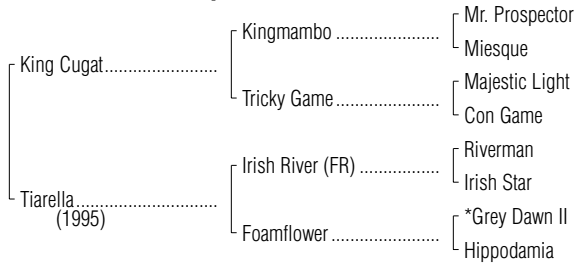 Mr. Prospector
Kingmambo ......................
Miesque
King Cugat........................
Majestic Light
Tricky Game......................
Con Game
Riverman
Irish River (FR) .................
Irish Star
Tiarella..............................
(1995)
*Grey Dawn II
Foamflower .......................
Hippodamia